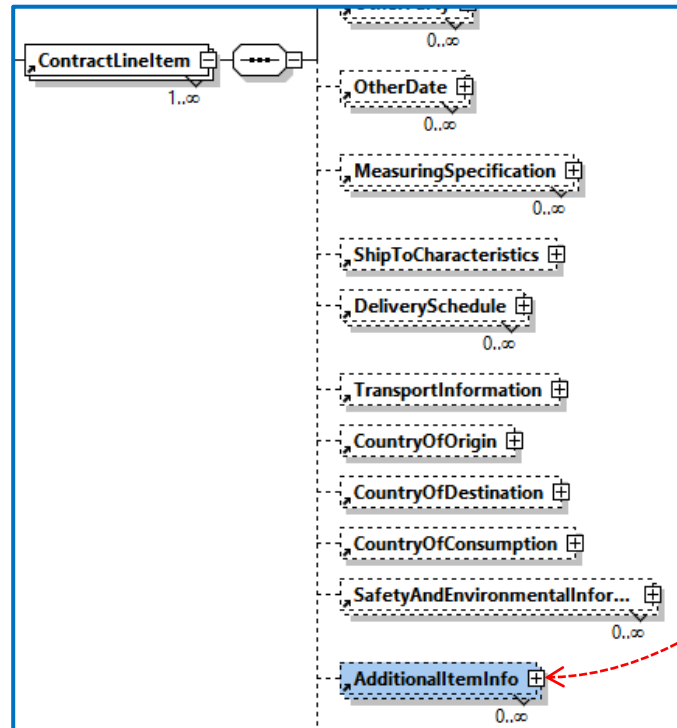 0..∞
ContractLineItem
1..∞
OtherDate
0..∞
MeasuringSpecification
0..∞
ShipToCharacteristics
DeliverySchedule
0..∞
TransportInformation
CountryOfOrigin
CountryOfDestination
CountryOfConsumption
SafetyAndEnvironmentalInfor...
0..∞
AdditionalItemInfo
0..∞